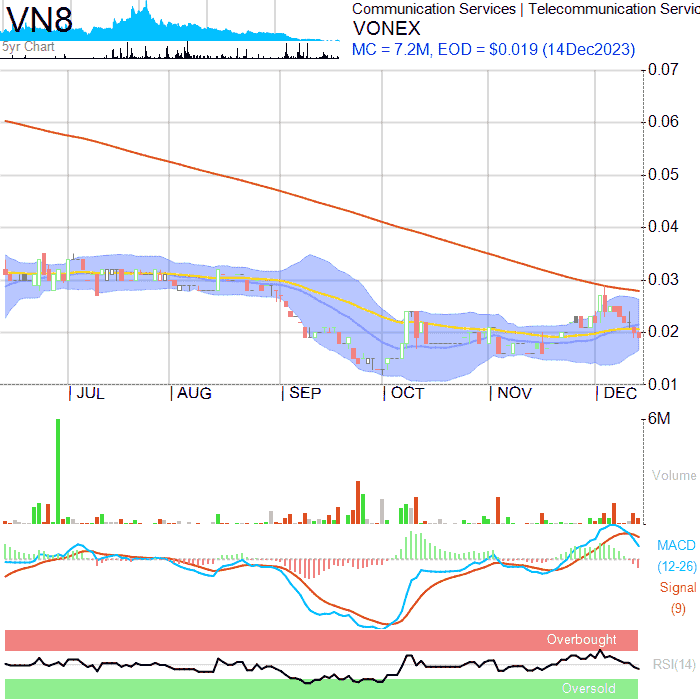 VN8
Communication Services | Telecommunication Servic
VONEX
5yr Chart
MC = 7.2M, EOD = $0.019 (14Dec2023)
0.07
0.06
0.05
0.04
0.03
0.02
0.01
JUL AUG SEP OCT NOV DEC
6M
Volume
MACD
(12-26)
Signal
(9)
Overbought
RSI(14)
Oversold